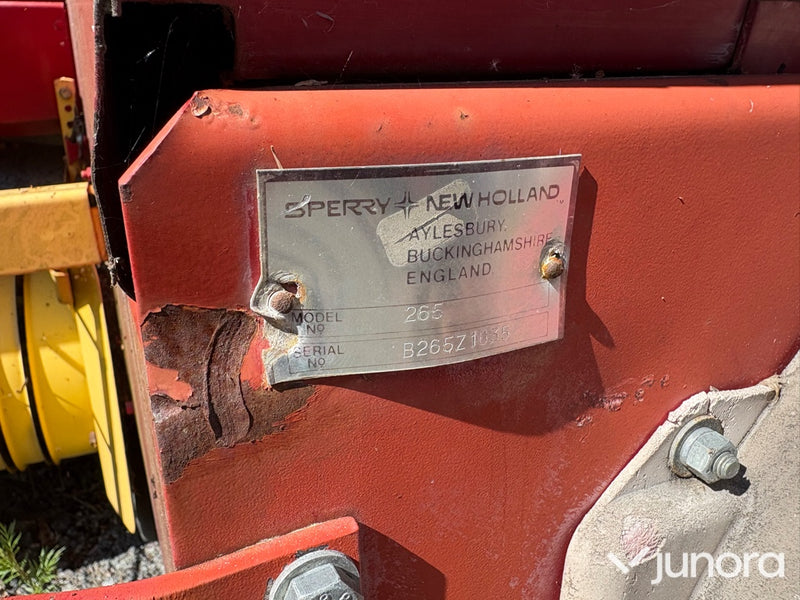 SPERRY NEW HOLLAND
AYLESBURY,
BUCKINGHAMSHIRE
ENGLAND
MODEL NO 265
SERIAL NO B265Z1035
junora